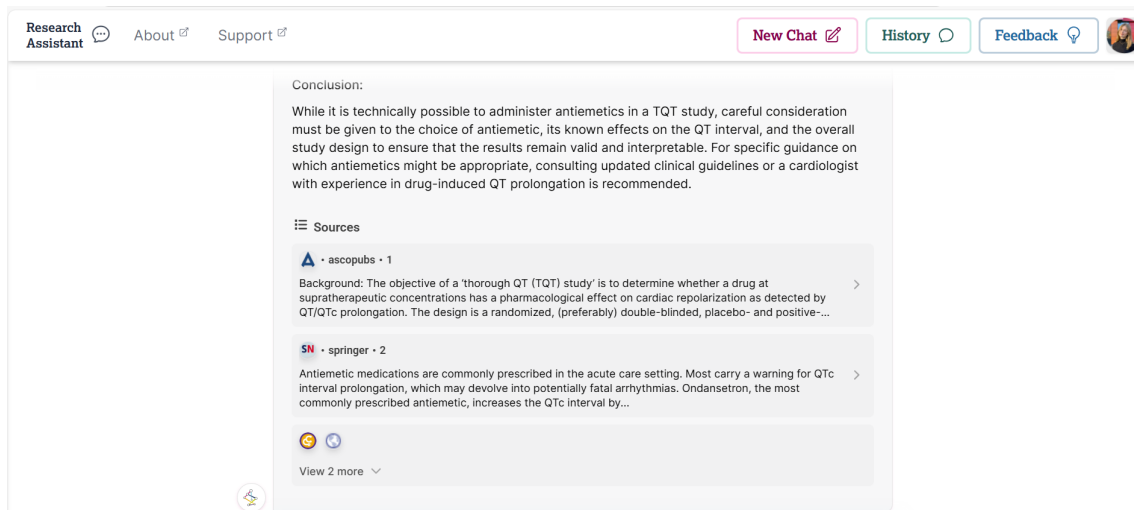 Research
Assistant
About
Support
New Chat
History
Feedback
Conclusion:
While it is technically possible to administer antiemetics in a TQT study, careful consideration
must be given to the choice of antiemetic, its known effects on the QT interval, and the overall
study design to ensure that the results remain valid and interpretable. For specific guidance on
which antiemetics might be appropriate, consulting updated clinical guidelines or a cardiologist
with experience in drug-induced QT prolongation is recommended.
Sources
• ascopubs • 1
Background: The objective of a ‘thorough QT (TQT) study’ is to determine whether a drug at
supratherapeutic concentrations has a pharmacological effect on cardiac repolarization as detected by
QT/QTc prolongation. The design is a randomized, (preferably) double-blinded, placebo- and positive-...
SN • springer • 2
Antiemetic medications are commonly prescribed in the acute care setting. Most carry a warning for QTc
interval prolongation, which may devolve into potentially fatal arrhythmias. Ondansetron, the most
commonly prescribed antiemetic, increases the QTc interval by...
View 2 more